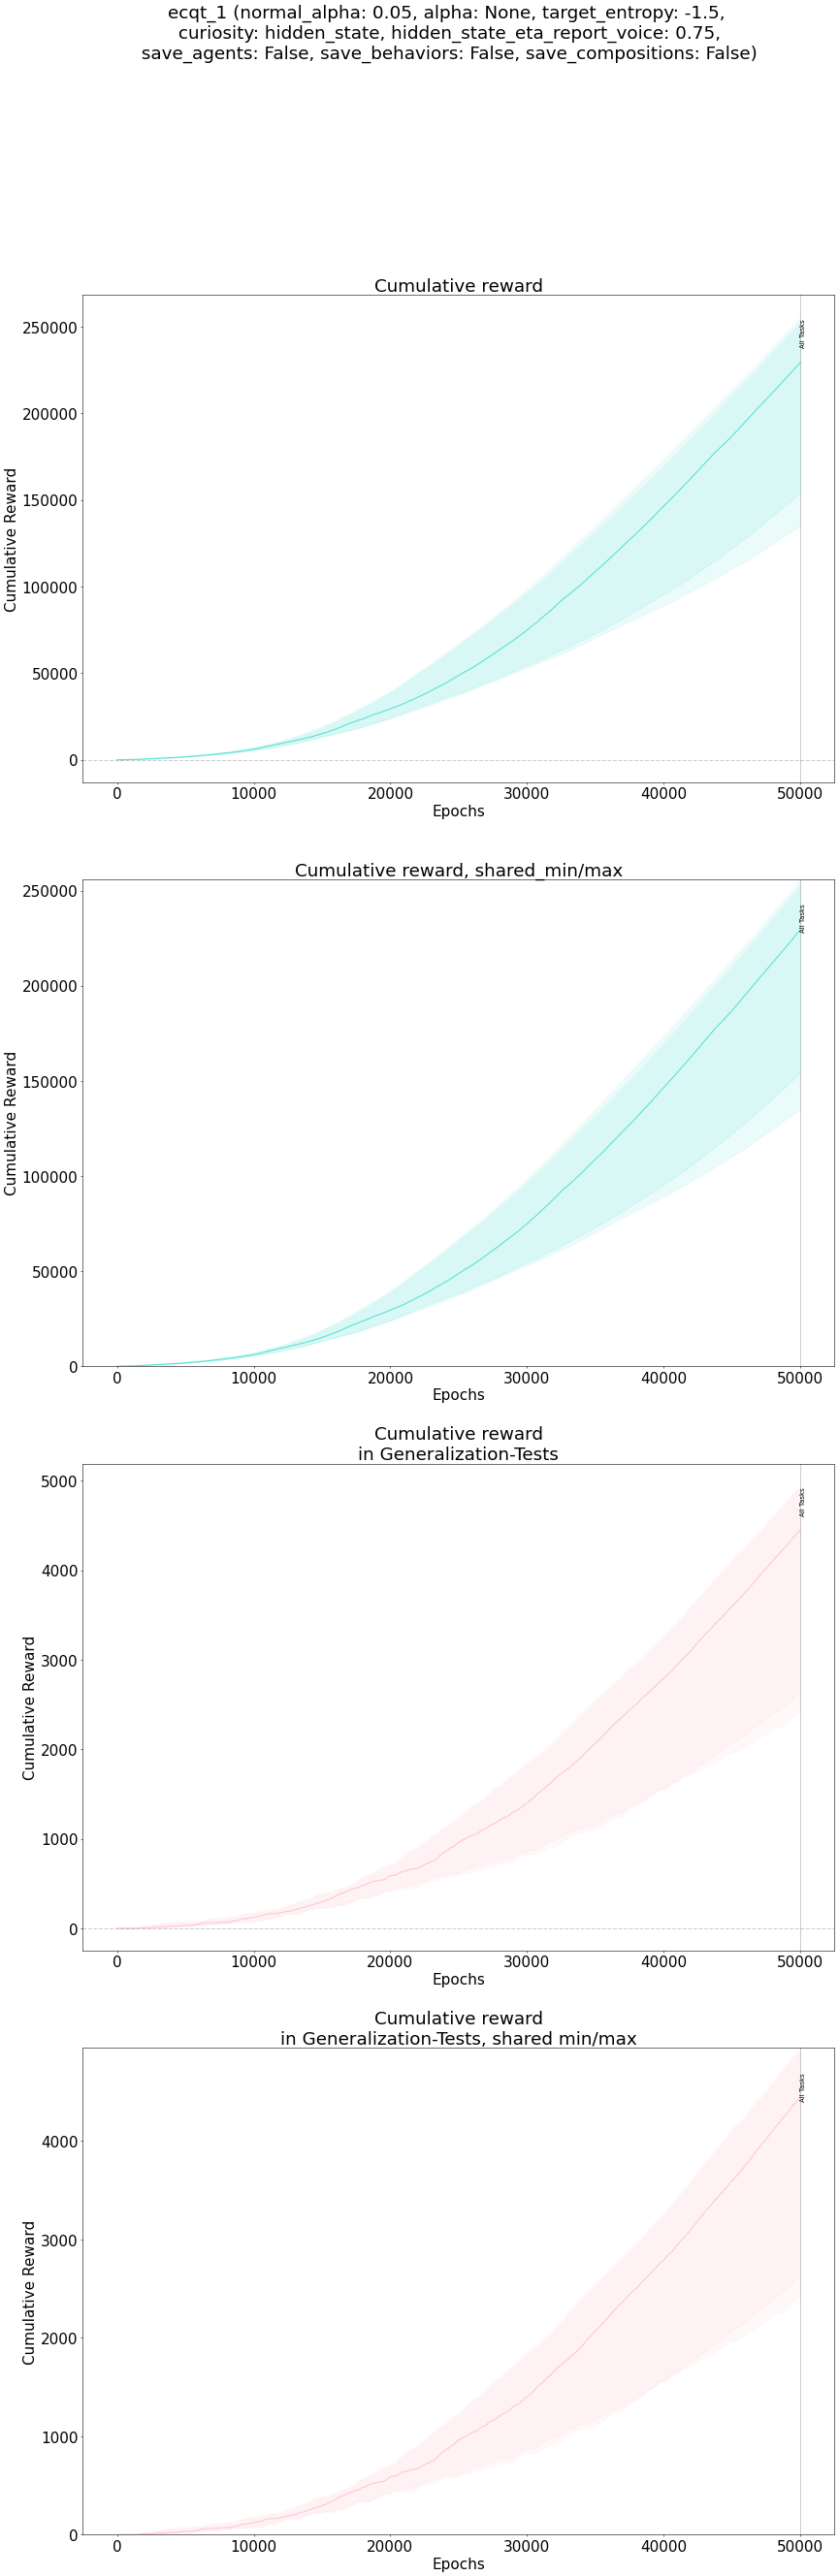 ecqt_1 (normal_alpha: 0.05, alpha: None, target_entropy: -1.5,
curiosity: hidden_state, hidden_state_eta_report_voice: 0.75,
save_agents: False, save_behaviors: False, save_compositions: False)
Cumulative reward
250000
200000
150000
100000
50000
0
Cumulative Reward
All Tasks
0 10000 20000 30000 40000 50000
Epochs
Cumulative reward, shared_min/max
250000
200000
150000
100000
50000
0
Cumulative Reward
All Tasks
0 10000 20000 30000 40000 50000
Epochs
Cumulative reward
in Generalization-Tests
5000
4000
3000
2000
1000
0
Cumulative Reward
All Tasks
0 10000 20000 30000 40000 50000
Epochs
Cumulative reward
in Generalization-Tests, shared min/max
4000
3000
2000
1000
0
Cumulative Reward
All Tasks
0 10000 20000 30000 40000 50000
Epochs